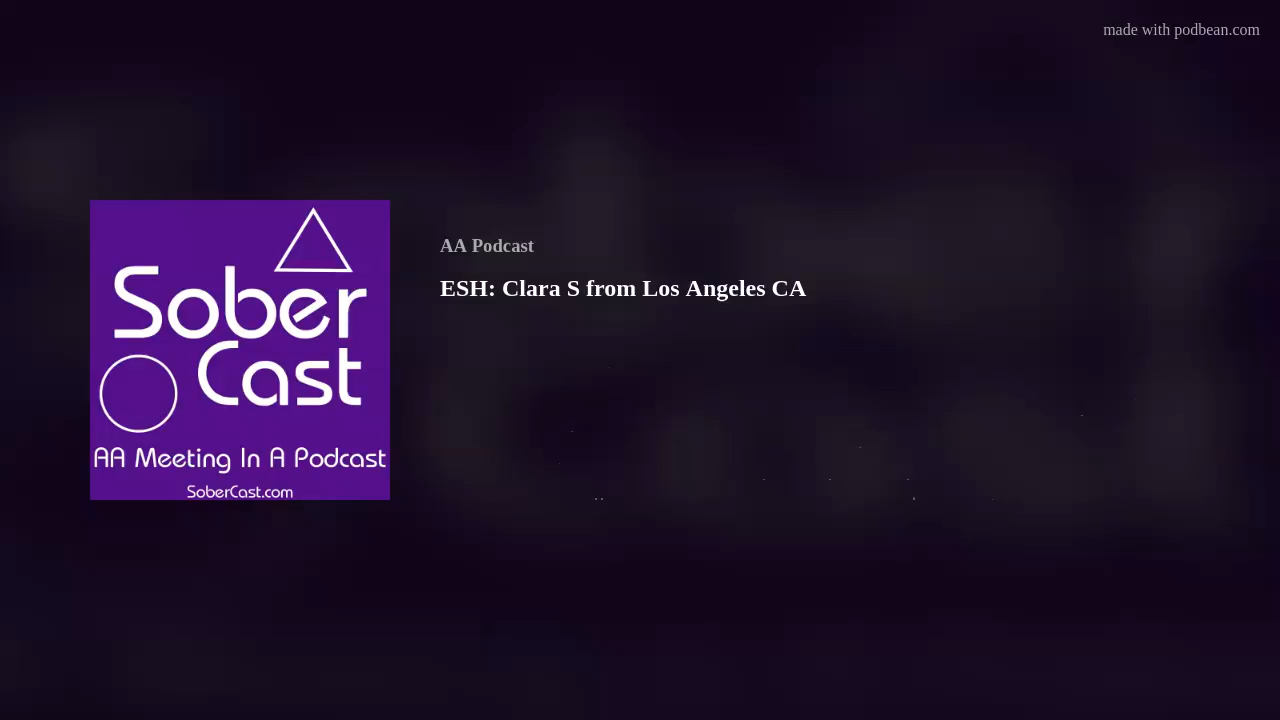 made with podbean.com
Sober
Cast
AA Meeting In A Podcast
SoberCast.com
AA Podcast
ESH: Clara S from Los Angeles CA